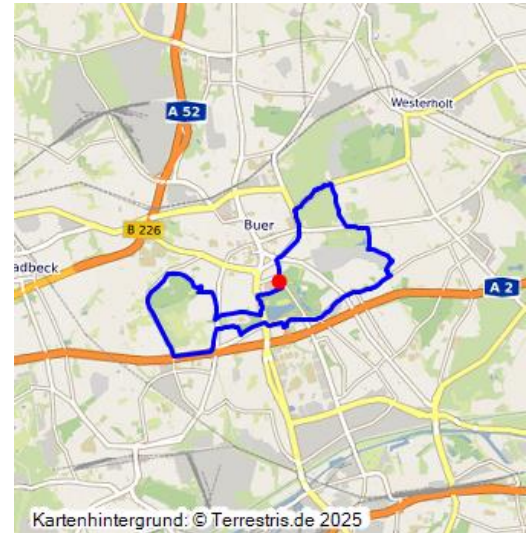 Westerholt
A 52
Buer
B 226
adbeck
A 2
Kartenhintergrund: © Terrestris.de 2025